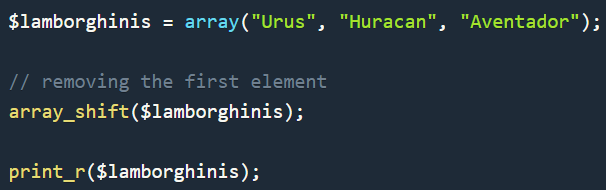 $lamborghinis = array("Urus", "Huracan", "Aventador");
// removing the first element
array_shift($lamborghinis);
print_r($lamborghinis);